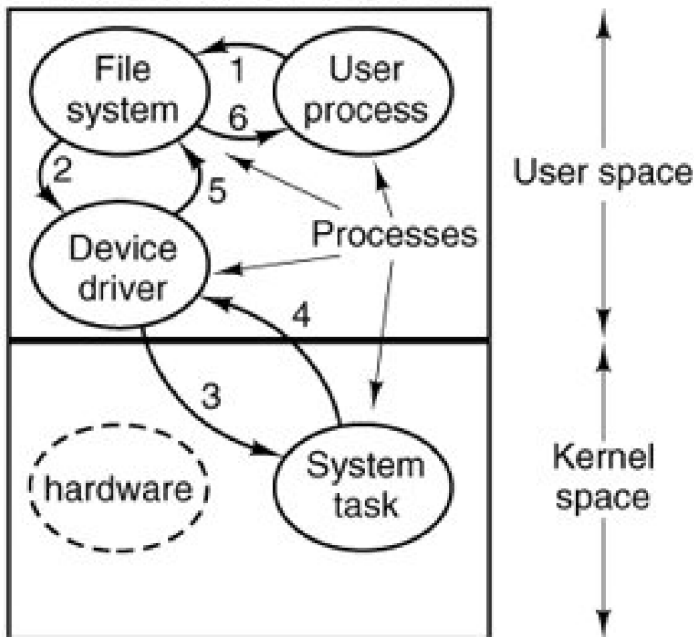 File
system
1
User
process
6
2
5
User space
Processes
Device
driver
4
3
hardware
System
task
Kernel
space